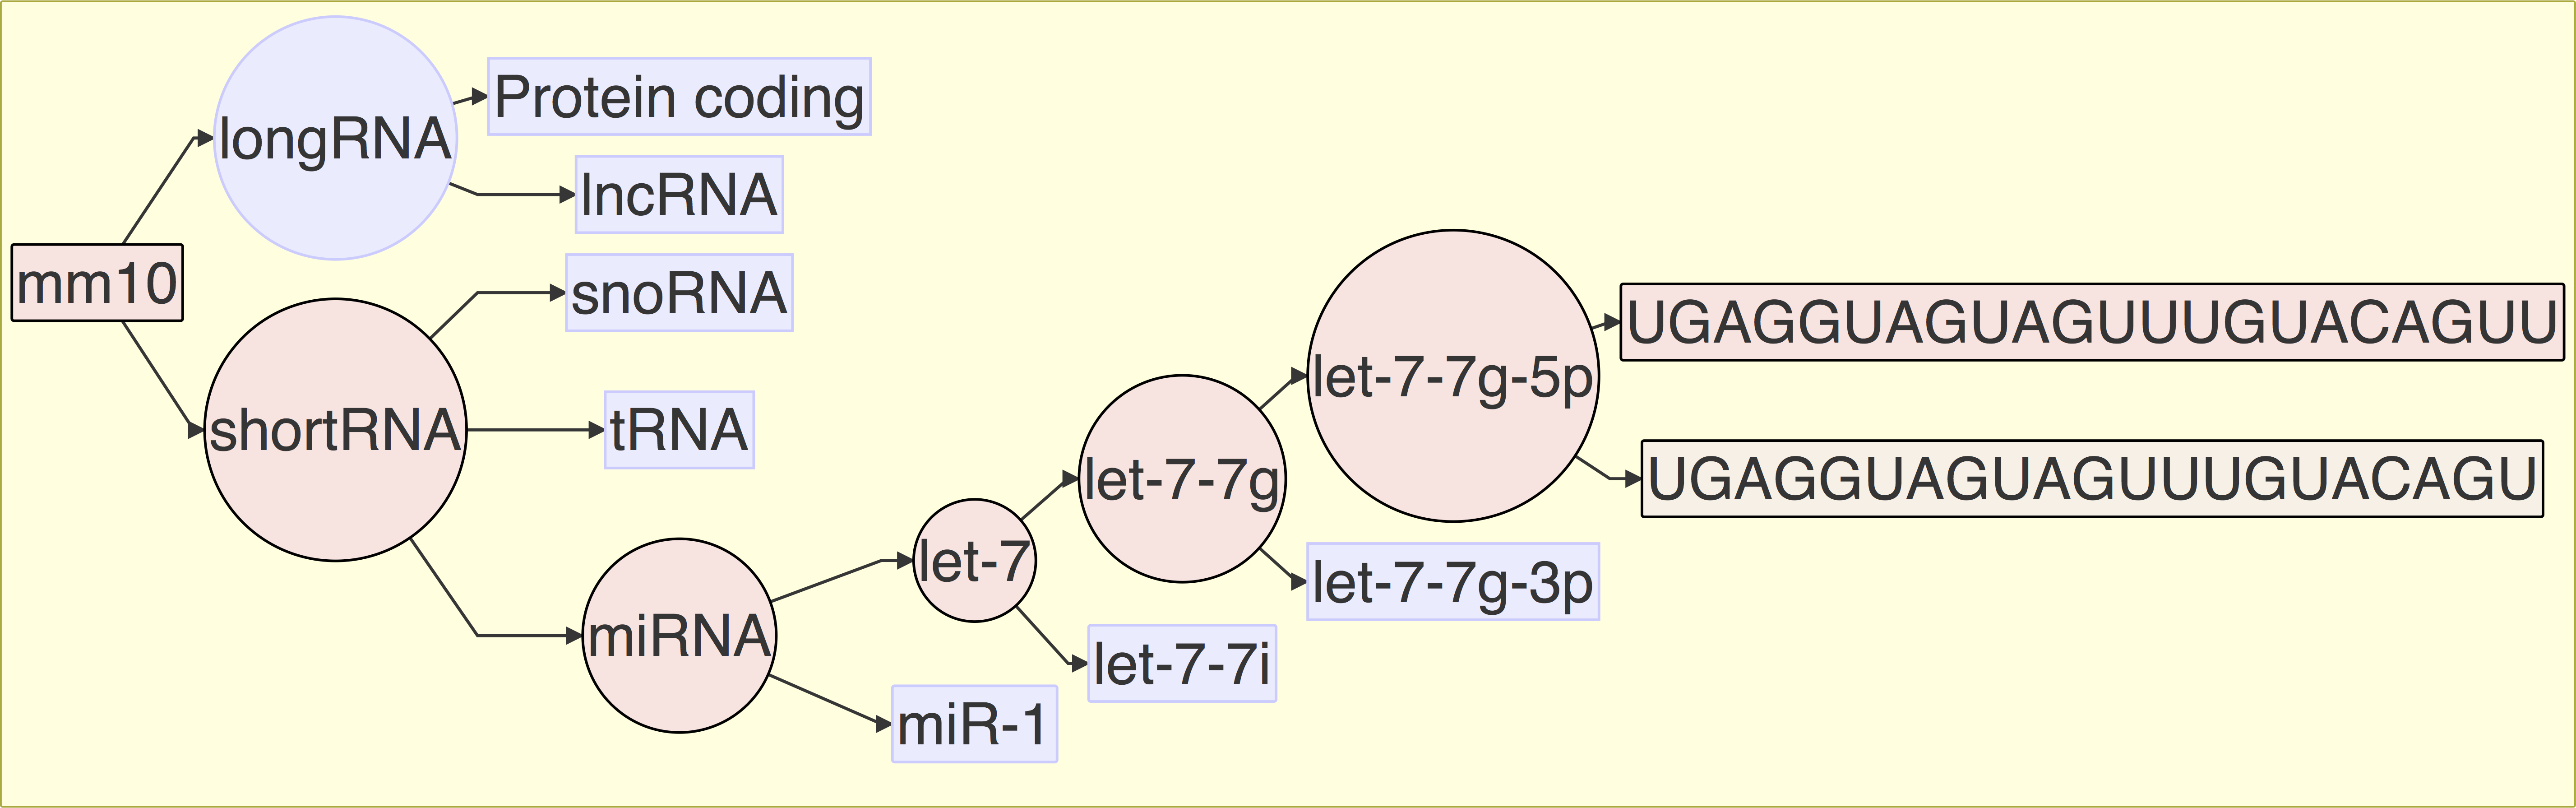 mm10
longRNA
Protein coding
lncRNA
shortRNA
snoRNA
tRNA
miRNA
let-7
miR-1
let-7-7g
let-7-7i
let-7-7g-5p
let-7-7g-3p
UGAGGUAGUAGUUUGUACAGUU
UGAGGUAGUAGUUUGUACAGU